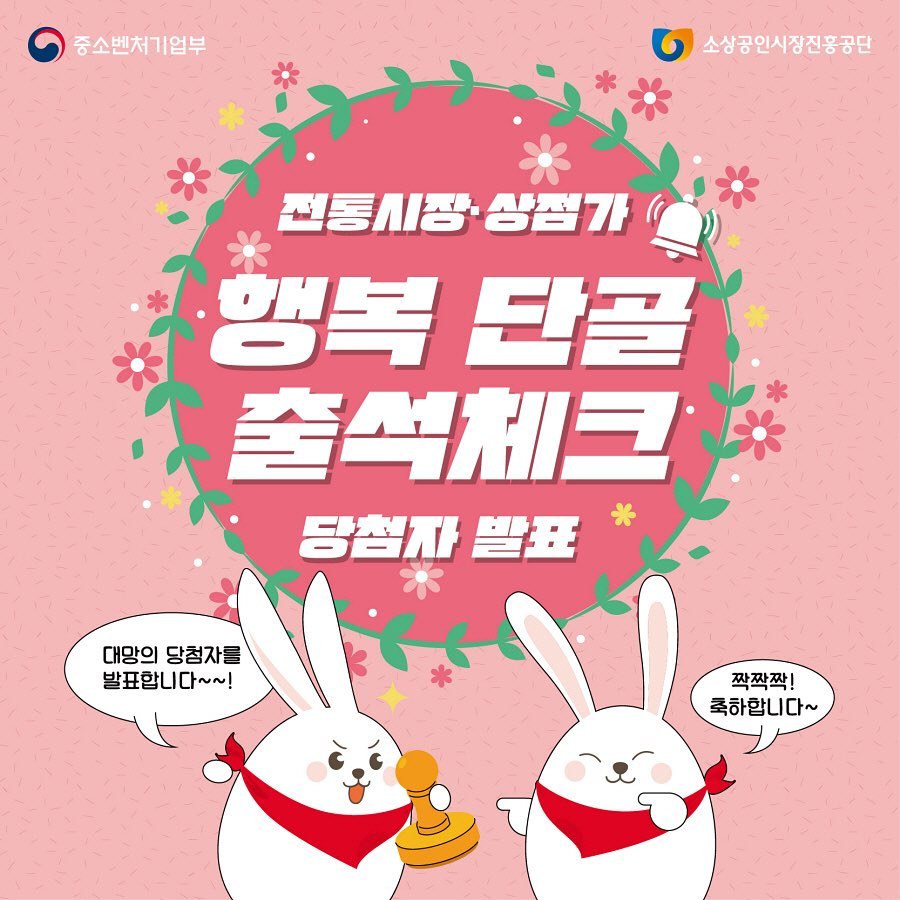 중소벤처기업부
소상공인시장진흥공단
전통시장·상점가
행복 단골
출석체크
당첨자 발표
대망의 당첨자를
발표합니다~~!
짝짝짝!
축하합니다~